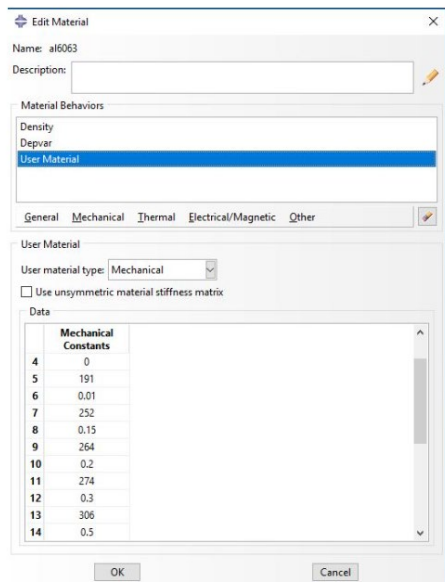 Edit Material
Name: al6063
Description:
Material Behaviors
Density
Depvar
User Material
General Mechanical Thermal Electrical/Magnetic Other
User Material
User material type: Mechanical
Use unsymmetric material stiffness matrix
Data
Mechanical
Constants
4 0
5 191
6 0.01
7 252
8 0.15
9 264
10 0.2
11 274
12 0.3
13 306
14 0.5
OK Cancel